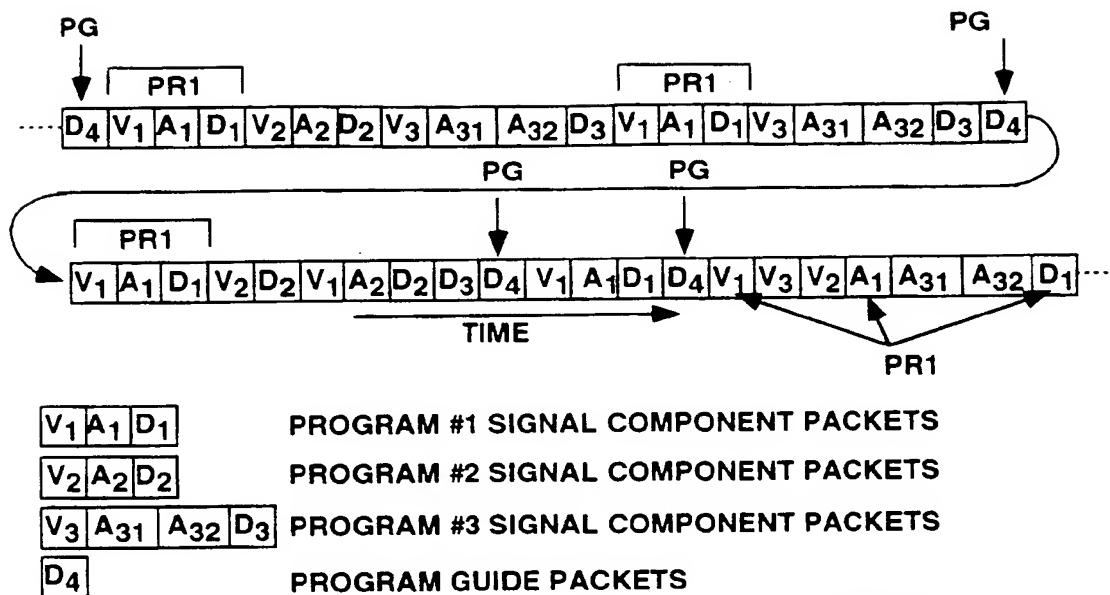 PG PG
PR1 PR1
D4 V1 A1 D1 V2 A2 D2 V3 A31 A32 D3 V1 A1 D1 V3 A31 A32 D3 D4
PG PG
PR1
V1 A1 D1 V2 D2 V1 A2 D2 D3 D4 V1 A1 D1 D4 V1 V3 V2 A1 A31 A32 D1
TIME
PR1
V1 A1 D1 PROGRAM #1 SIGNAL COMPONENT PACKETS
V2 A2 D2 PROGRAM #2 SIGNAL COMPONENT PACKETS
V3 A31 A32 D3 PROGRAM #3 SIGNAL COMPONENT PACKETS
D4 PROGRAM GUIDE PACKETS